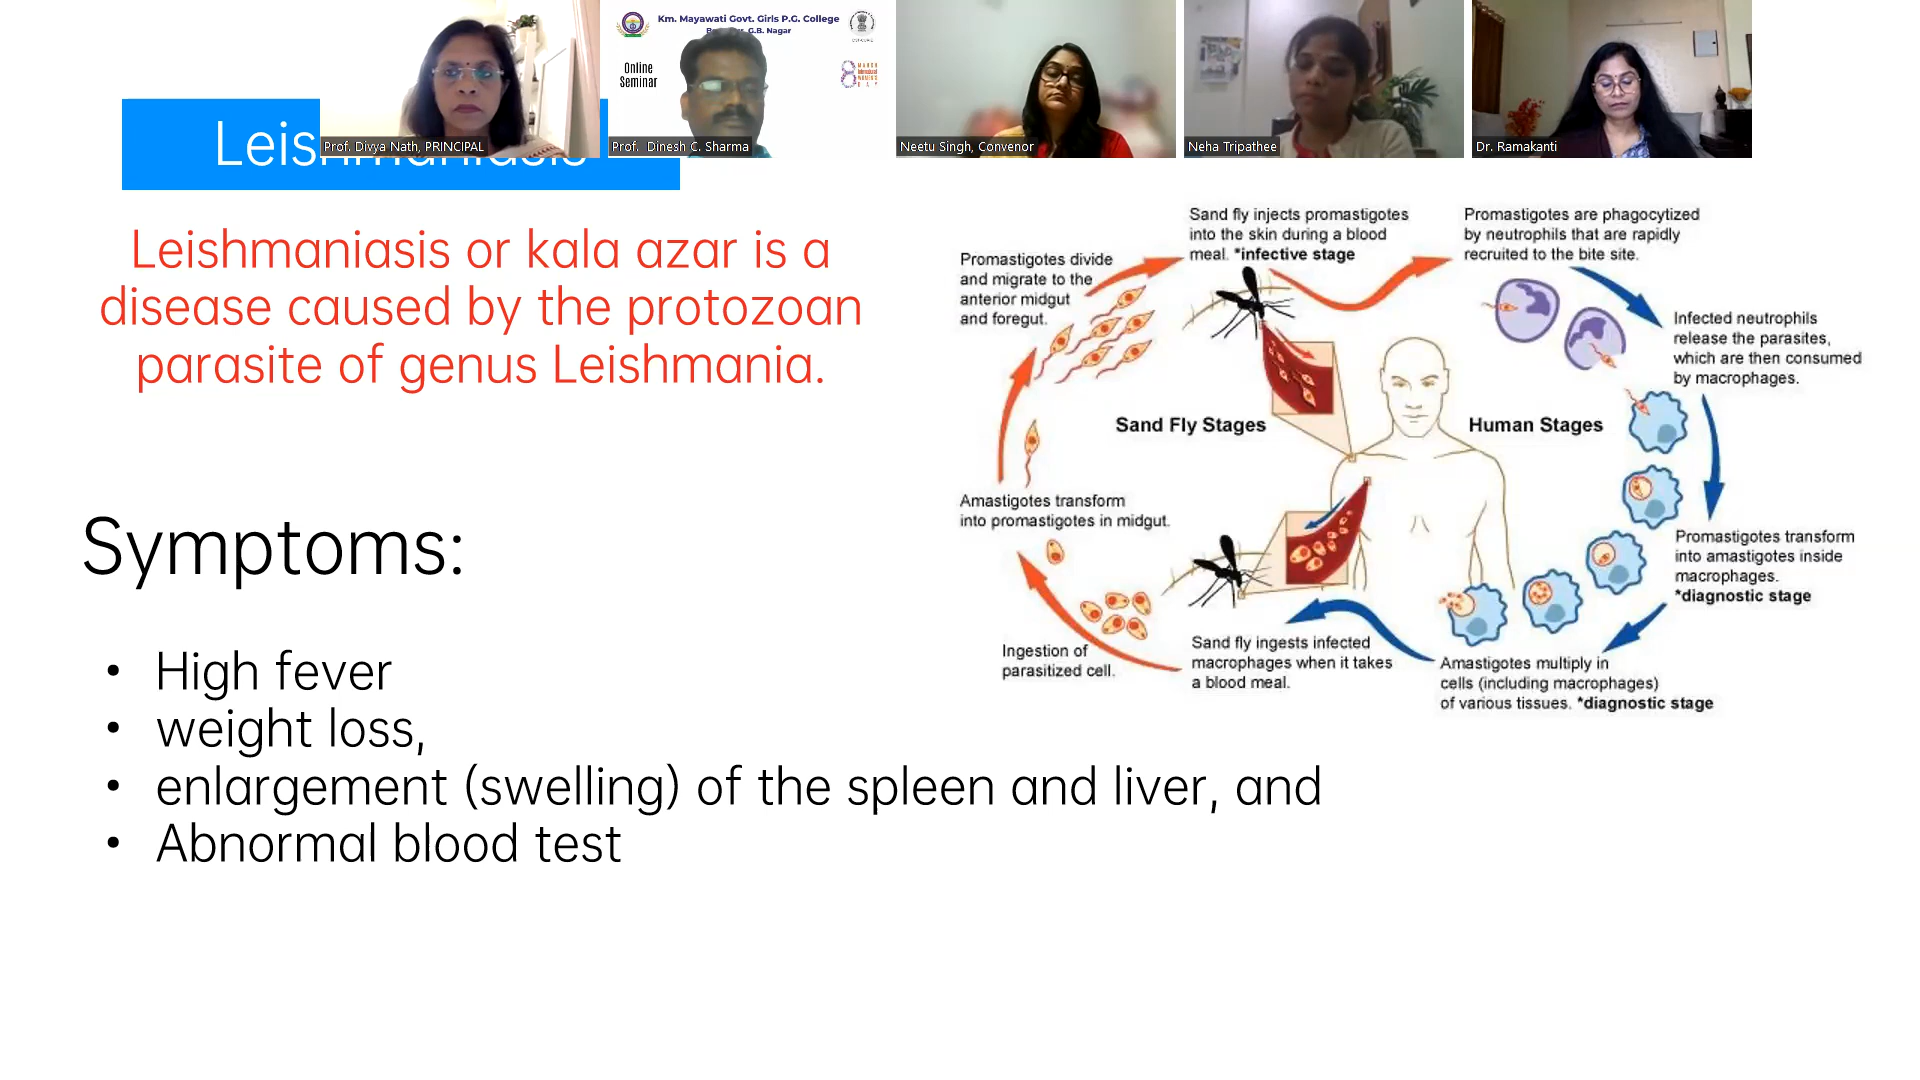 Km. Mayawati Govt. Girls P.G. College
G.B. Nagar
Online
Seminar
8 MARCH
Prof. Divya Nath, PRINCIPAL
Prof. Dinesh C. Sharma
Neetu Singh, Convenor
Neha Tripathee
Dr. Ramakanti
Leishmaniasis
Leishmaniasis or kala azar is a
disease caused by the protozoan
parasite of genus Leishmania.
Symptoms:
• High fever
• weight loss,
• enlargement (swelling) of the spleen and liver, and
• Abnormal blood test
Promastigotes divide
and migrate to the
anterior midgut
and foregut.
Sand fly injects promastigotes
into the skin during a blood
meal. *infective stage
Promastigotes are phagocytized
by neutrophils that are rapidly
recruited to the bite site.
Infected neutrophils
release the parasites,
which are then consumed
by macrophages.
Sand Fly Stages
Human Stages
Amastigotes transform
into promastigotes in midgut.
Promastigotes transform
into amastigotes inside
macrophages.
*diagnostic stage
Ingestion of
parasitized cell.
Sand fly ingests infected
macrophages when it takes
a blood meal.
Amastigotes multiply in
cells (including macrophages)
of various tissues. *diagnostic stage